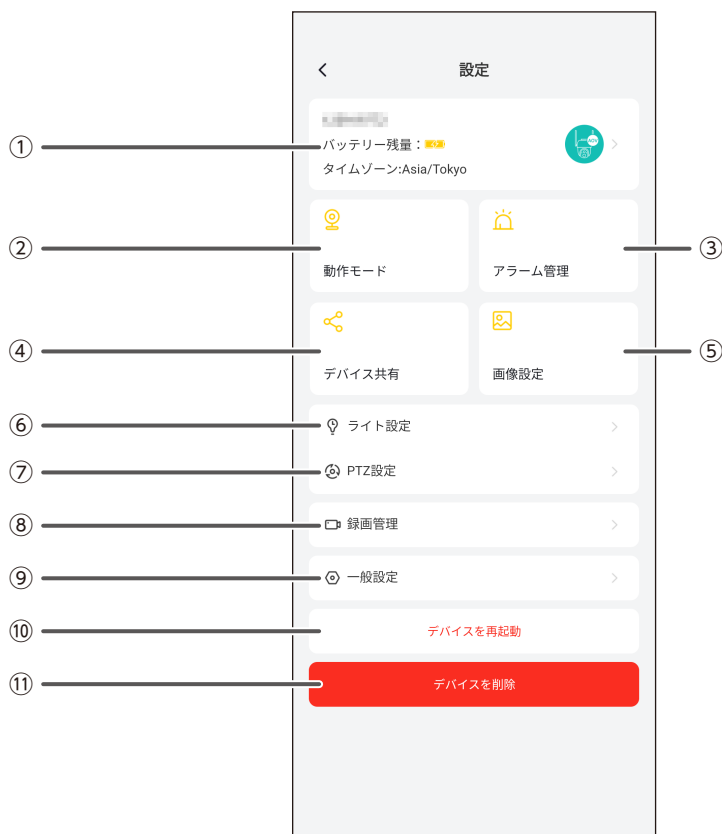 設定
① バッテリー残量：
タイムゾーン:Asia/Tokyo
② 動作モード
アラーム管理 ③
④ デバイス共有
画像設定 ⑤
⑥ ライト設定
⑦ PTZ設定
⑧ 録画管理
⑨ 一般設定
⑩ デバイスを再起動
⑪ デバイスを削除